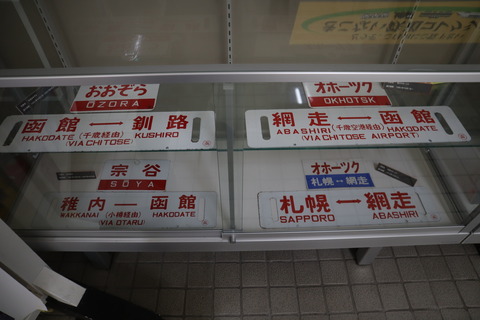 おおぞら
OZORA
函館―釧路
HAKODATE (千歳経由) KUSHIRO
(VIA CHITOSE)
オホーツク
OKHOTSK
網走―函館
ABASHIRI (千歳空港経由) HAKODATE
(VIA CHITOSE AIRPORT)
宗谷
SŌYA
稚内―函館
WAKKANAI (小樽経由) HAKODATE
(VIA OTARU)
オホーツク
札幌↔網走
札幌―網走
SAPPORO ABASHIRI